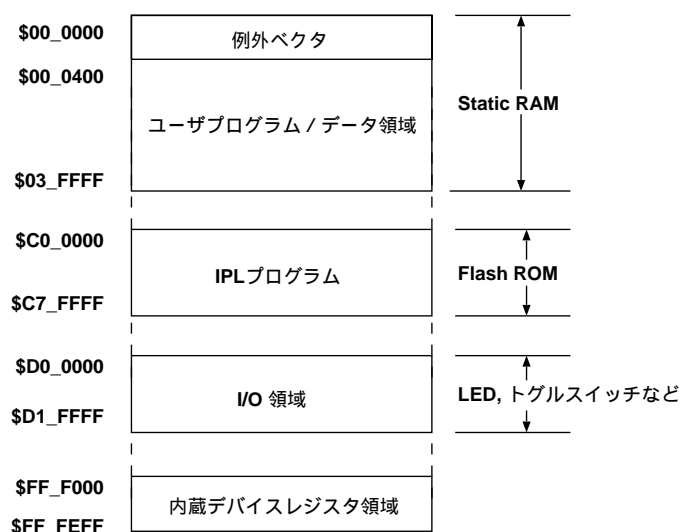 $00_0000
例外ベクタ
$00_0400
ユーザプログラム / データ領域
Static RAM
$03_FFFF
$C0_0000
IPLプログラム
Flash ROM
$C7_FFFF
$D0_0000
I/O 領域
LED, トグルスイッチなど
$D1_FFFF
$FF_F000
内蔵デバイスレジスタ領域
$FF_FEFF